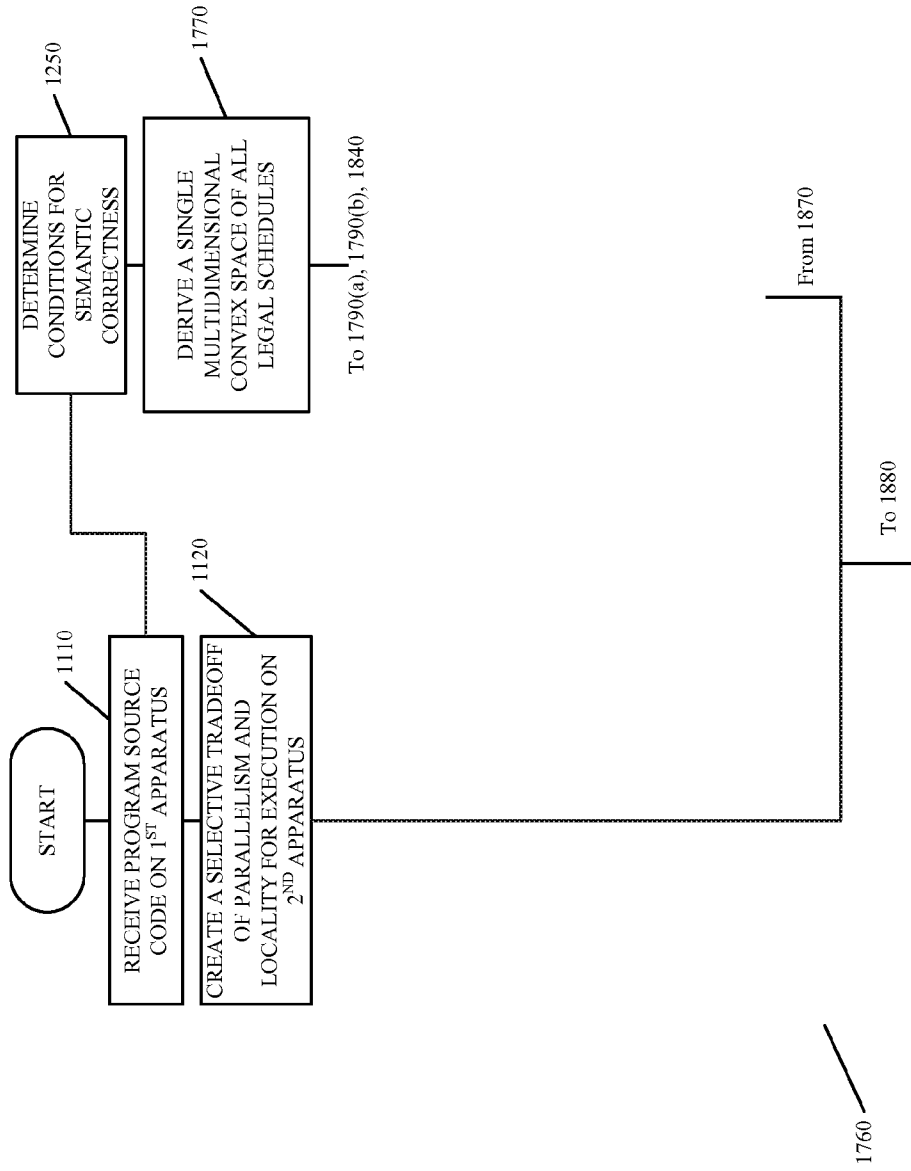 START
1110
RECEIVE PROGRAM SOURCE
CODE ON 1ST APPARATUS
1120
CREATE A SELECTIVE TRADEOFF
OF PARALLELISM AND
LOCALITY FOR EXECUTION ON
2ND APPARATUS
1250
DETERMINE
CONDITIONS FOR
SEMANTIC
CORRECTNESS
1770
DERIVE A SINGLE
MULTIDIMENSIONAL
CONVEX SPACE OF ALL
LEGAL SCHEDULES
To 1790(a), 1790(b), 1840
From 1870
To 1880
1760